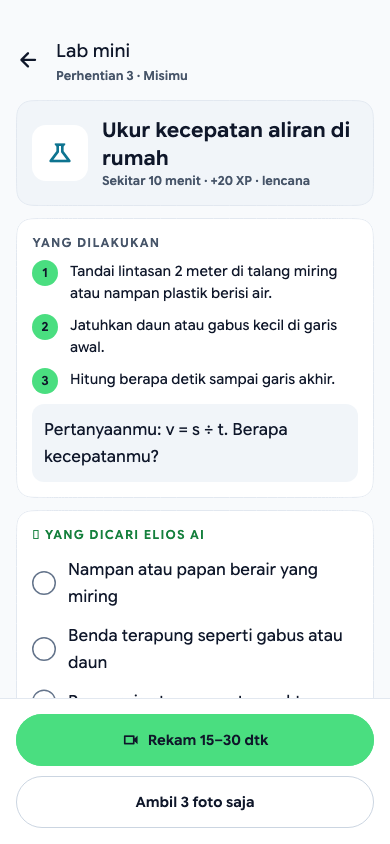 Lab mini
Perhentian 3 · Misimu
Ukur kecepatan aliran di
rumah
Sekitar 10 menit · +20 XP · lencana
YANG DILAKUKAN
1 Tandai lintasan 2 meter di talang miring
atau nampan plastik berisi air.
2 Jatuhkan daun atau gabus kecil di garis
awal.
3 Hitung berapa detik sampai garis akhir.
Pertanyaanmu: v = s ÷ t. Berapa
kecepatanmu?
YANG DICARI ELIOS AI
Nampan atau papan berair yang
miring
Benda terapung seperti gabus atau
daun
Rekam 15–30 dtk
Ambil 3 foto saja